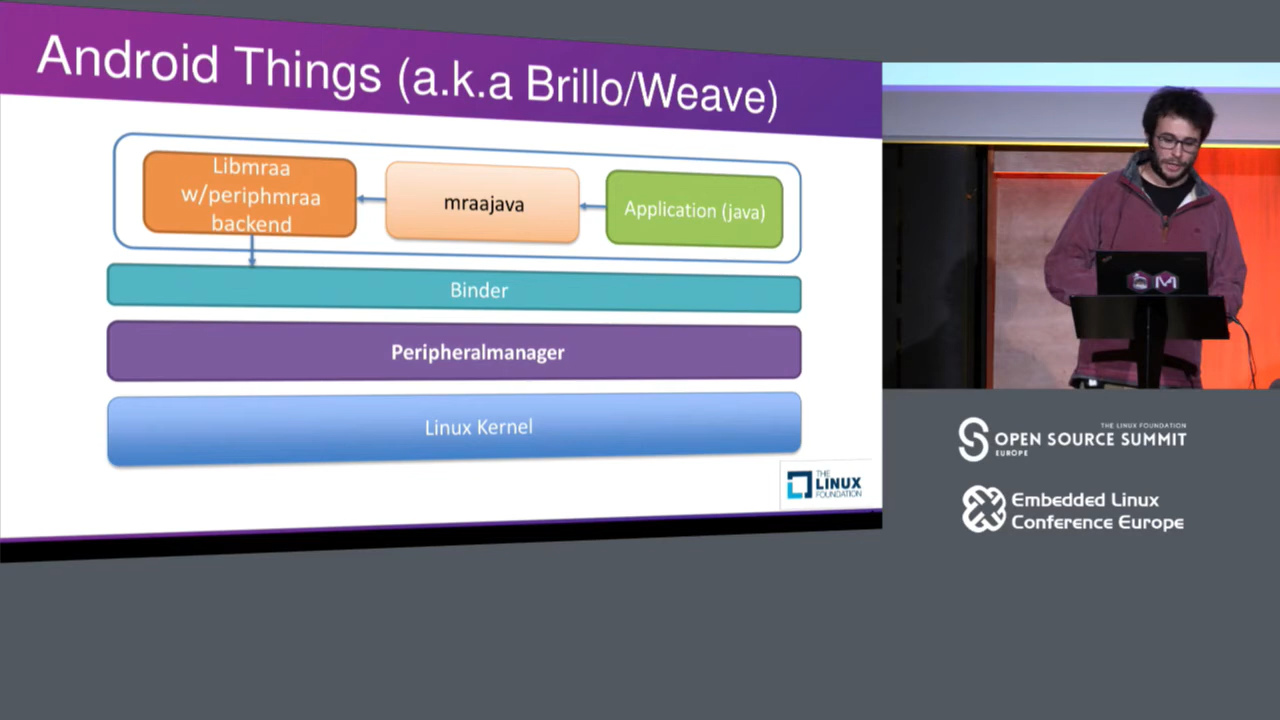 Android Things (a.k.a Brillo/Weave)
Libmraa
w/periphmraa
backend
mraajava
Application (java)
Binder
Peripheralmanager
Linux Kernel
THE
LINUX
FOUNDATION
THE LINUX FOUNDATION
OPEN SOURCE SUMMIT
EUROPE
Embedded Linux
Conference Europe